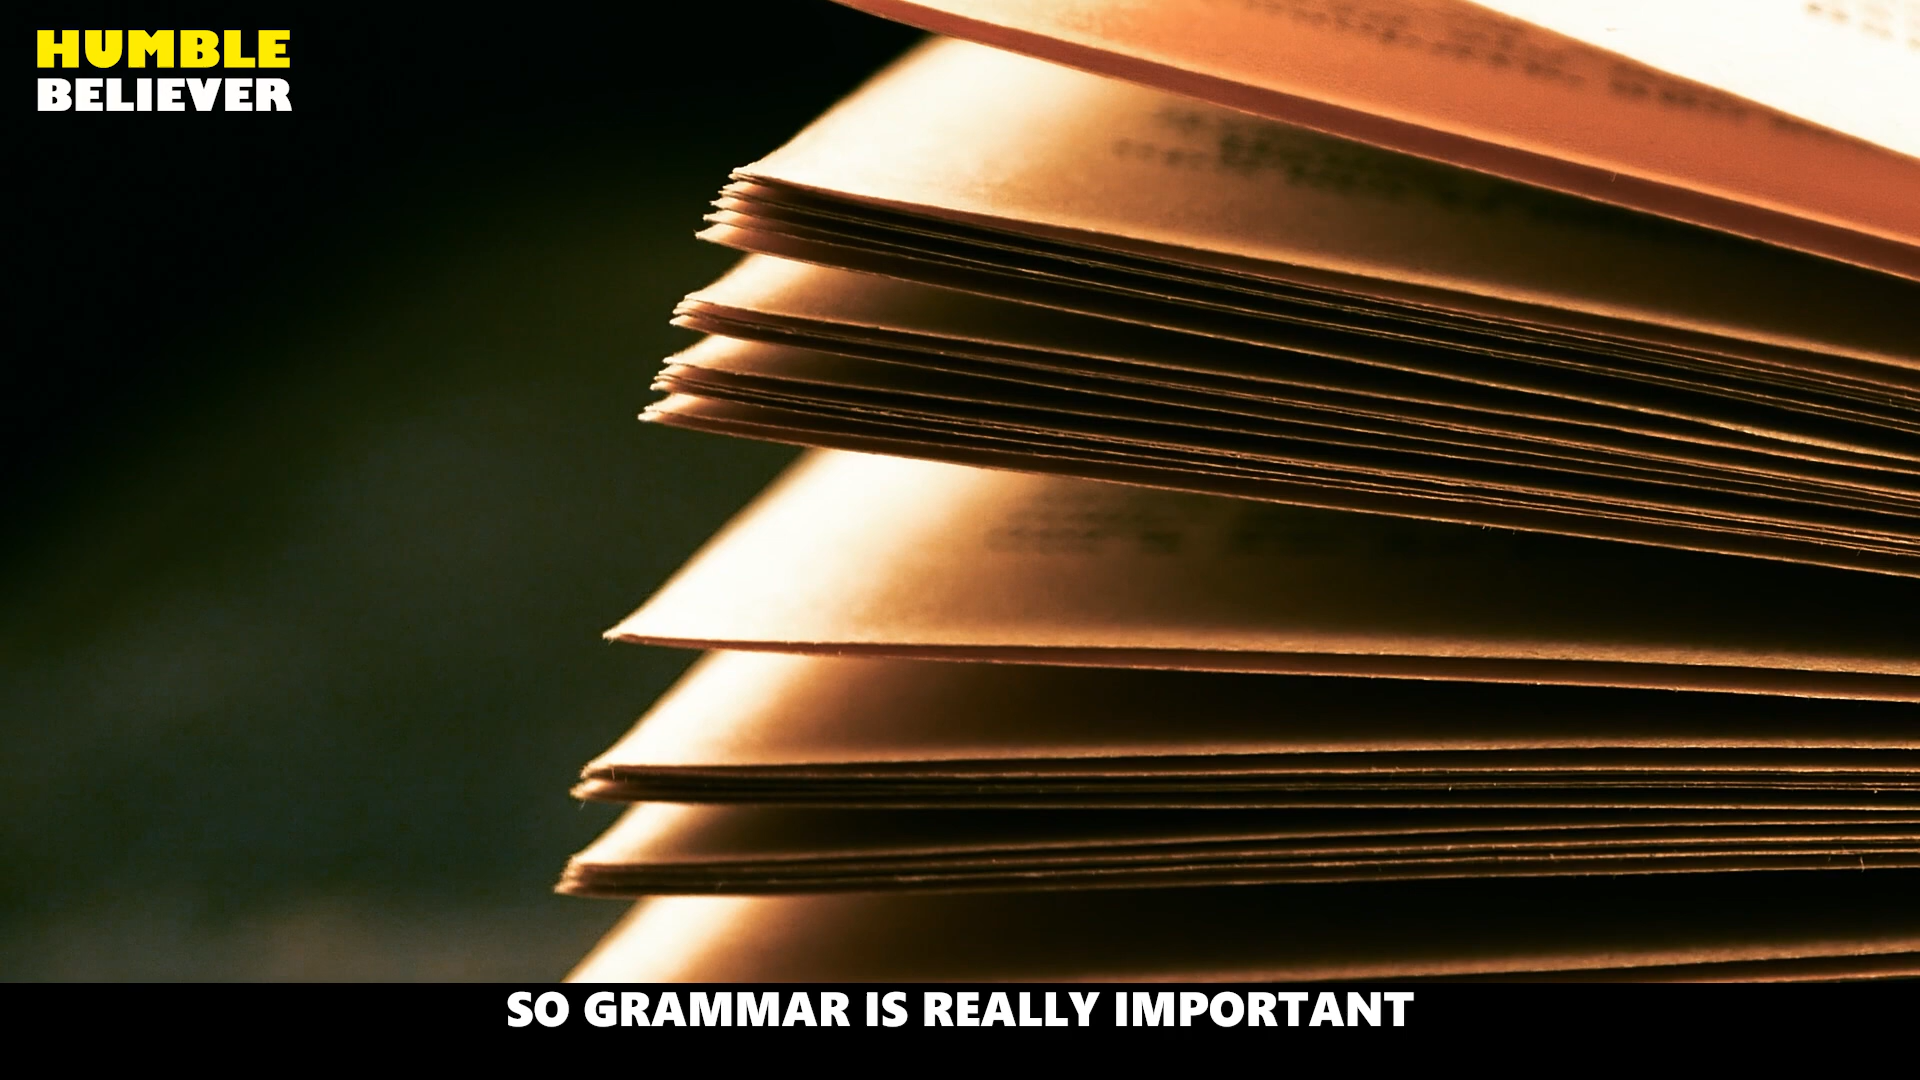 HUMBLE
BELIEVER
SO GRAMMAR IS REALLY IMPORTANT